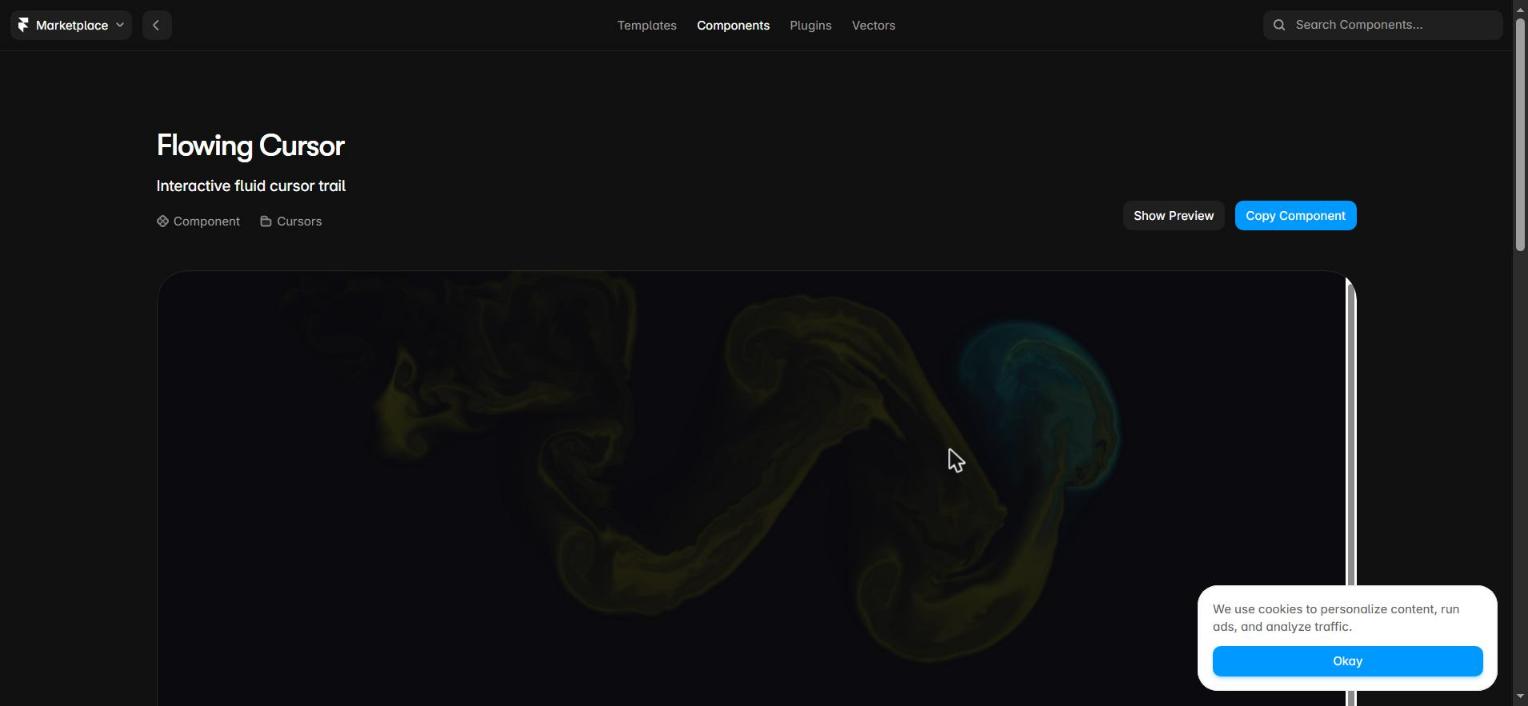 Marketplace
Templates
Components
Plugins
Vectors
Search Components...
Flowing Cursor
Interactive fluid cursor trail
Component
Cursors
Show Preview
Copy Component
We use cookies to personalize content, run
ads, and analyze traffic.
Okay